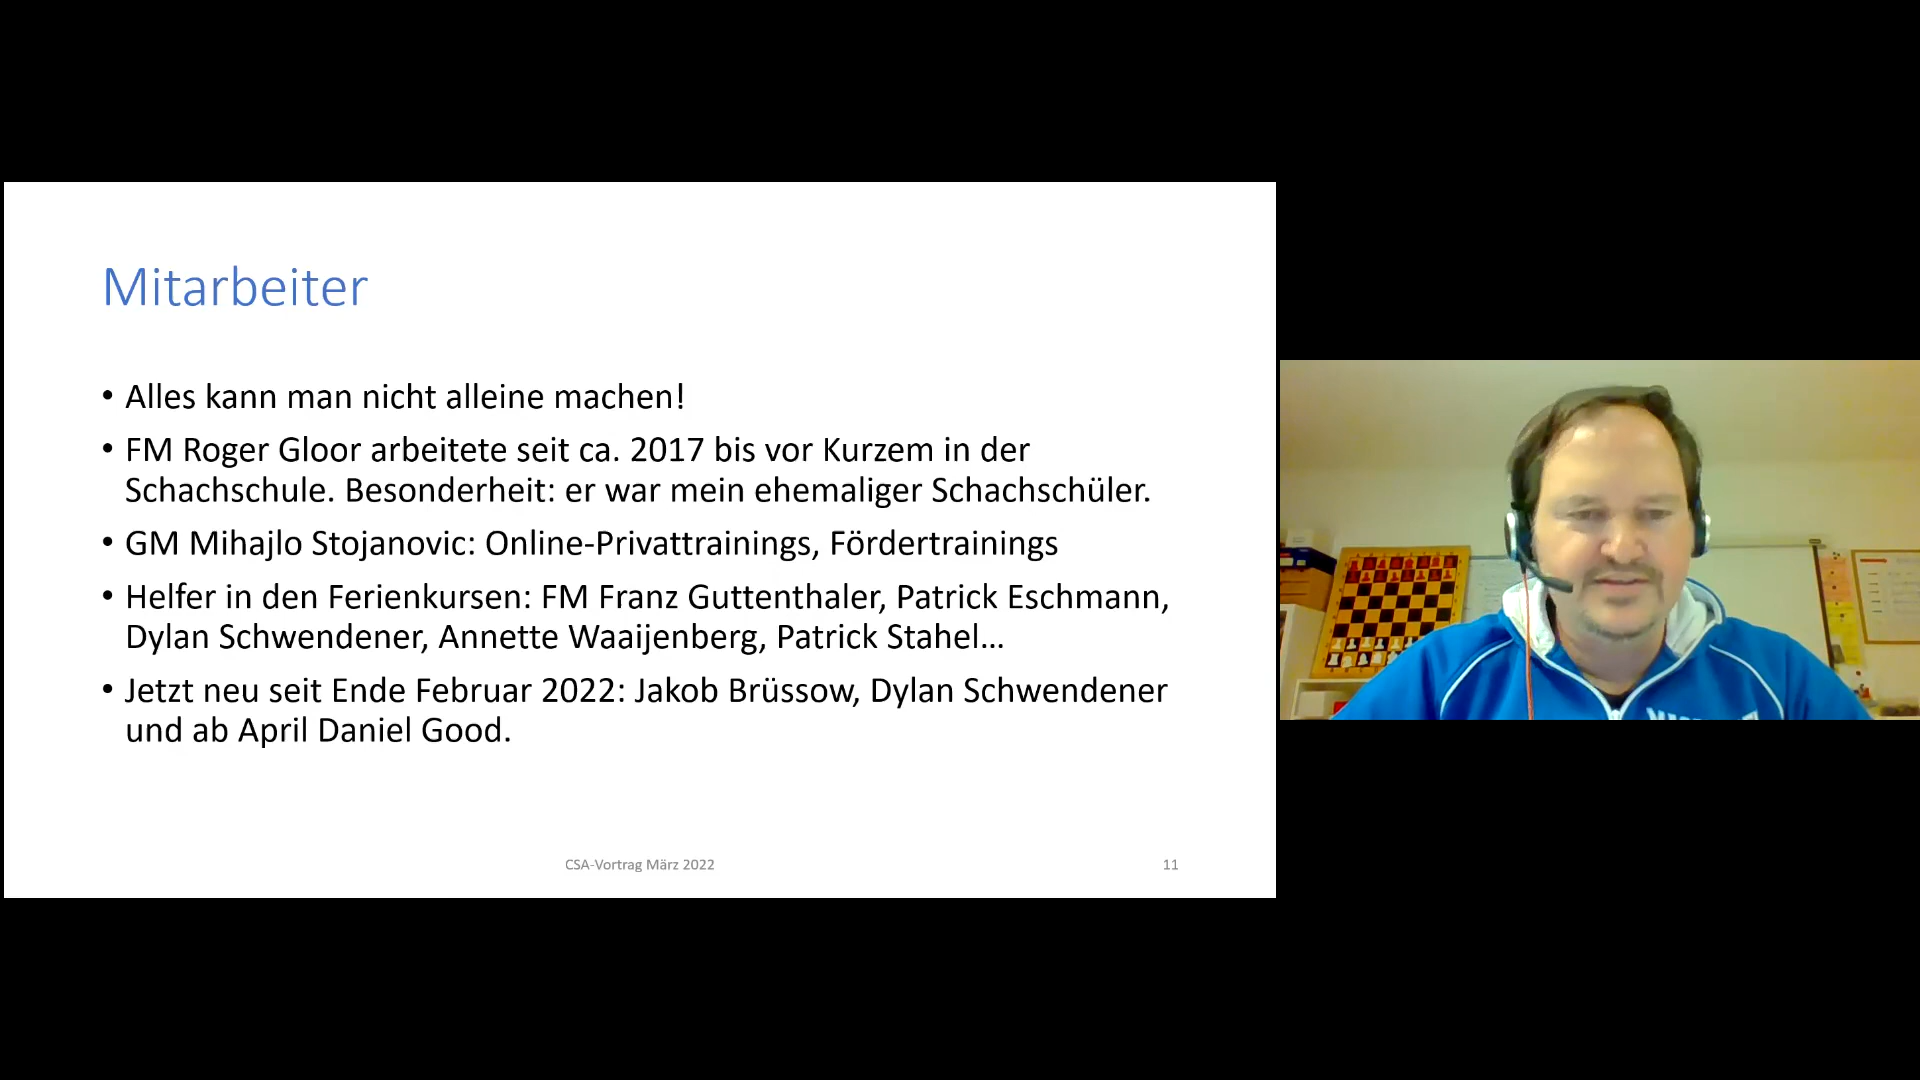 Mitarbeiter
• Alles kann man nicht alleine machen!
• FM Roger Gloor arbeitete seit ca. 2017 bis vor Kurzem in der
Schachschule. Besonderheit: er war mein ehemaliger Schachschüler.
• GM Mihajlo Stojanovic: Online-Privattrainings, Fördertrainings
• Helfer in den Ferienkursen: FM Franz Guttenthaler, Patrick Eschmann,
Dylan Schwendener, Annette Waaijenberg, Patrick Stahel...
• Jetzt neu seit Ende Februar 2022: Jakob Brüssow, Dylan Schwendener
und ab April Daniel Good.
CSA-Vortrag März 2022
11